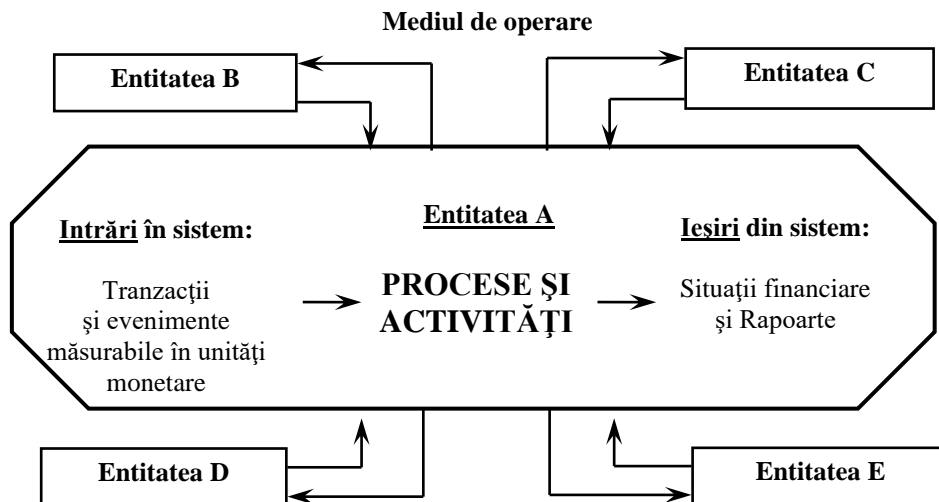 Mediul de operare
Entitatea B
Entitatea C
Intrări în sistem:
Tranzacţii
şi evenimente
măsurabile în unităţi
monetare
Entitatea A
PROCESE ŞI
ACTIVITĂŢI
Ieşiri din sistem:
Situaţii financiare
şi Rapoarte
Entitatea D
Entitatea E